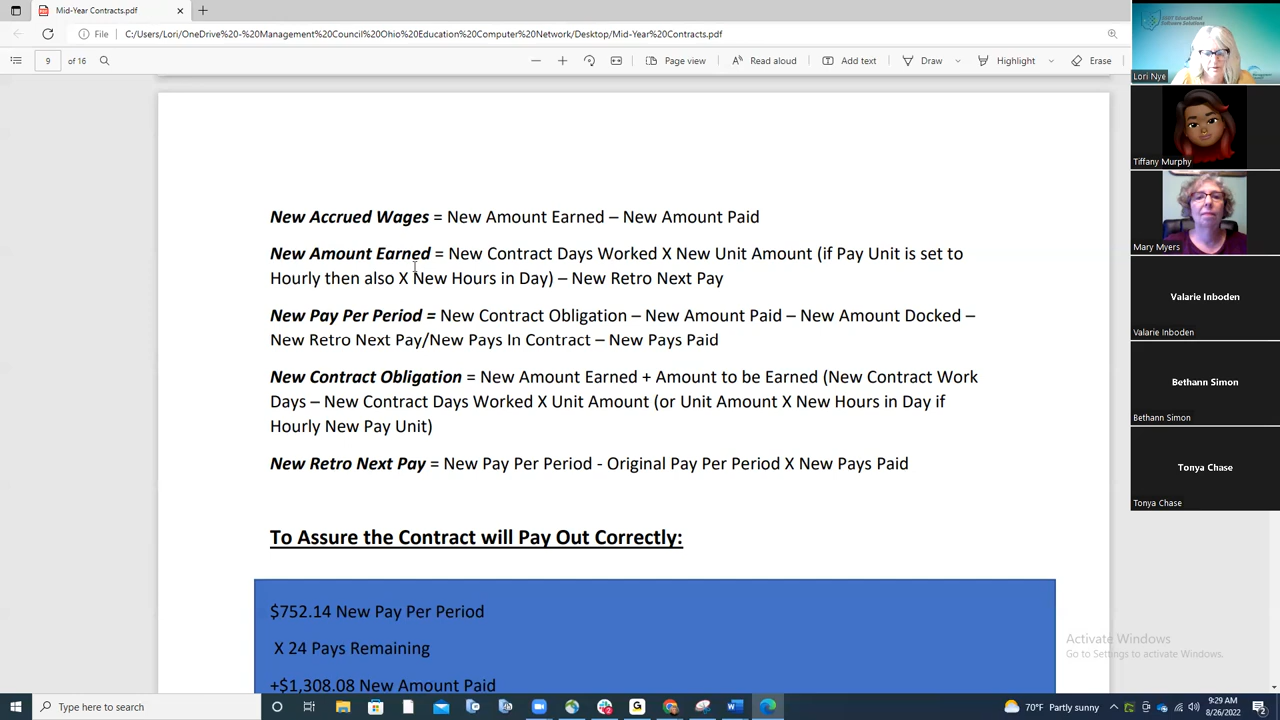 Mid-Year Contracts.pdf
File
C:/Users/Lori/OneDrive%20-%20Management%20Council%20Ohio%20Education%20Computer%20Network/Desktop/Mid-Year%20Contracts.pdf
9 of 16
Page view
Read aloud
Add text
Draw
Highlight
Erase
New Accrued Wages = New Amount Earned – New Amount Paid
New Amount Earned = New Contract Days Worked X New Unit Amount (if Pay Unit is set to
Hourly then also X New Hours in Day) – New Retro Next Pay
New Pay Per Period = New Contract Obligation – New Amount Paid – New Amount Docked –
New Retro Next Pay/New Pays In Contract – New Pays Paid
New Contract Obligation = New Amount Earned + Amount to be Earned (New Contract Work
Days – New Contract Days Worked X Unit Amount (or Unit Amount X New Hours in Day if
Hourly New Pay Unit)
New Retro Next Pay = New Pay Per Period - Original Pay Per Period X New Pays Paid
To Assure the Contract will Pay Out Correctly:
$752.14 New Pay Per Period
X 24 Pays Remaining
+$1,308.08 New Amount Paid
Lori Nye
Tiffany Murphy
Mary Myers
Valarie Inboden
Valarie Inboden
Bethann Simon
Bethann Simon
Tonya Chase
Tonya Chase
Activate Windows
Go to Settings to activate Windows.
Type here to search
70°F Partly sunny
9:29 AM
8/26/2022